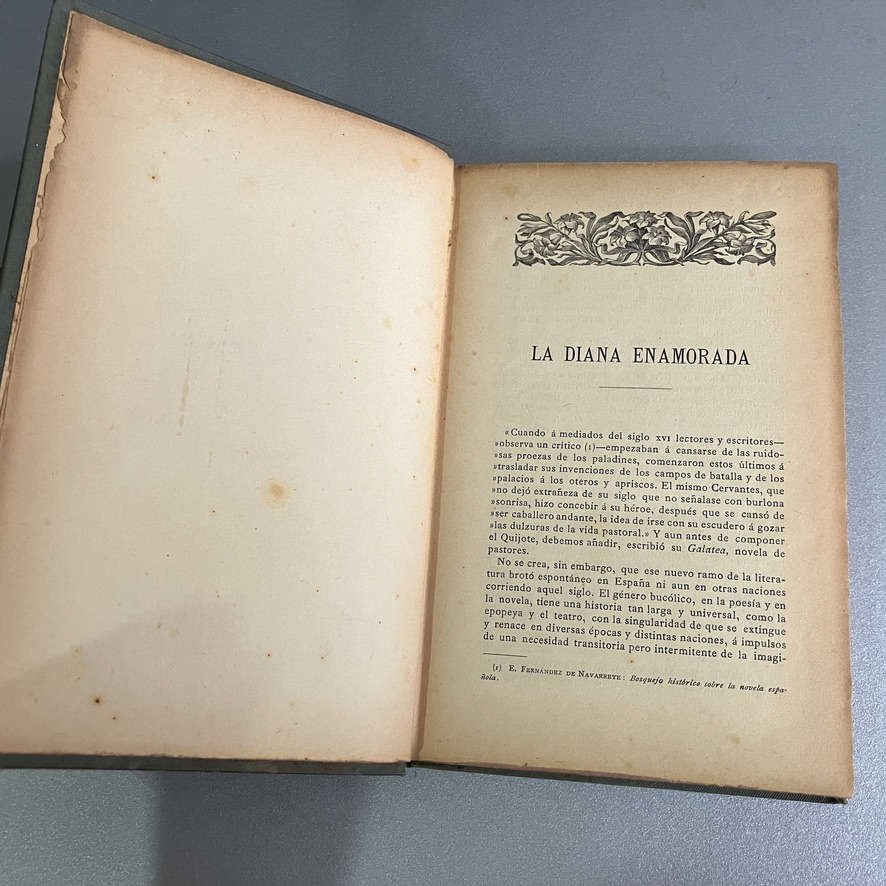 LA DIANA ENAMORADA
«Cuando á mediados del siglo XVI lectores y escritores—
»observa un crítico (1)—empezaban á cansarse de las ruido-
»sas proezas de los paladines, comenzaron estos últimos á
»trasladar sus invenciones de los campos de batalla y de los
»palacios á los oteros y apriscos. El mismo Cervantes, que
»no dejó extrañeza de su siglo que no señalase con burlona
»sonrisa, hizo concebir á su héroe, después que se cansó de
»ser caballero andante, la idea de irse con su escudero á gozar
»las dulzuras de la vida pastoral.» Y aun antes de componer
el Quijote, debemos añadir, escribió su Galatea, novela de
pastores.
No se crea, sin embargo, que ese nuevo ramo de la litera-
tura brotó espontáneo en España ni aun en otras naciones
corriendo aquel siglo. El género bucólico, en la poesía y en
la novela, tiene una historia tan larga y universal, como la
epopeya y el teatro, con la singularidad de que se extingue
y renace en diversas épocas y distintas naciones, á impulsos
de una necesidad transitoria pero intermitente de la imagi-
(1) E. FERNÁNDEZ DE NAVARRETE: Bosquejo histórico sobre la novela espa-
ñola.